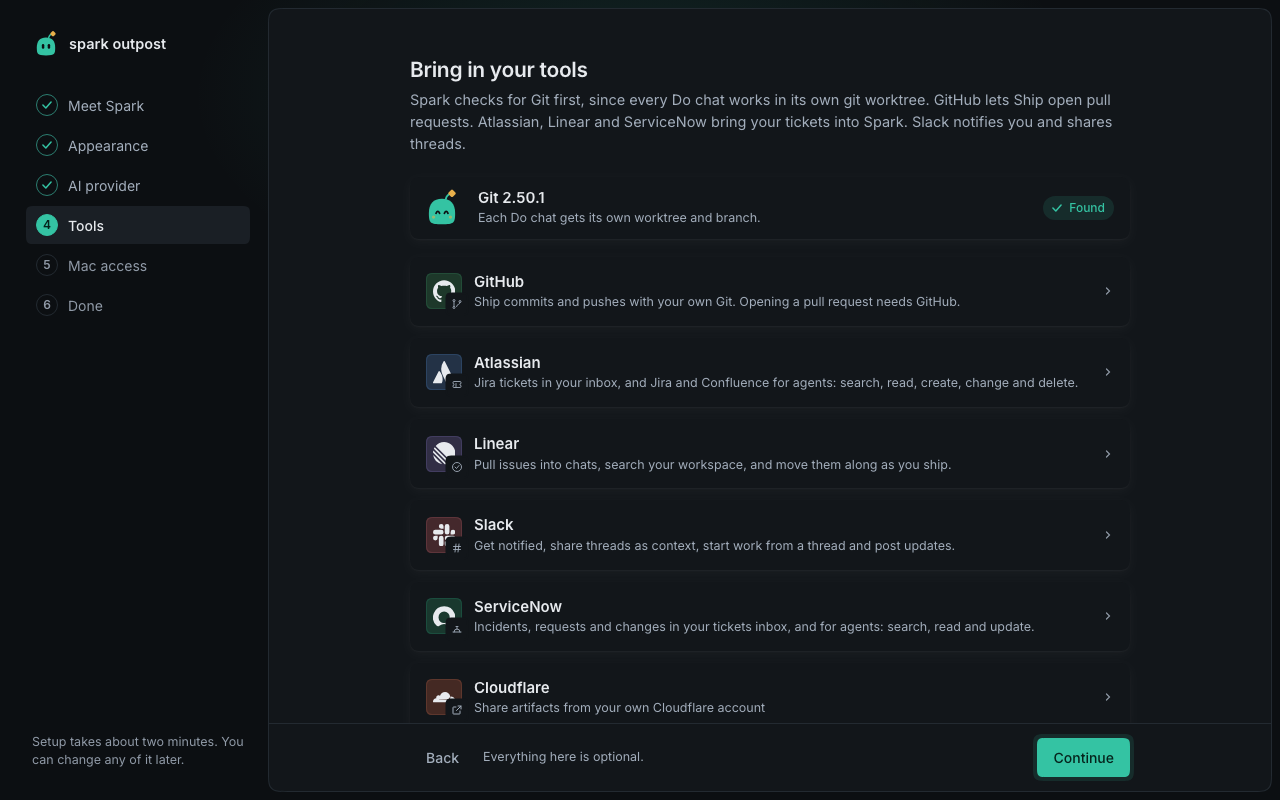 spark outpost
Meet Spark
Appearance
AI provider
4 Tools
5 Mac access
6 Done
Setup takes about two minutes. You
can change any of it later.
Bring in your tools
Spark checks for Git first, since every Do chat works in its own git worktree. GitHub lets Ship open pull
requests. Atlassian, Linear and ServiceNow bring your tickets into Spark. Slack notifies you and shares
threads.
Git 2.50.1
Each Do chat gets its own worktree and branch.
Found
GitHub
Ship commits and pushes with your own Git. Opening a pull request needs GitHub.
Atlassian
Jira tickets in your inbox, and Jira and Confluence for agents: search, read, create, change and delete.
Linear
Pull issues into chats, search your workspace, and move them along as you ship.
Slack
Get notified, share threads as context, start work from a thread and post updates.
ServiceNow
Incidents, requests and changes in your tickets inbox, and for agents: search, read and update.
Cloudflare
Share artifacts from your own Cloudflare account
Back
Everything here is optional.
Continue